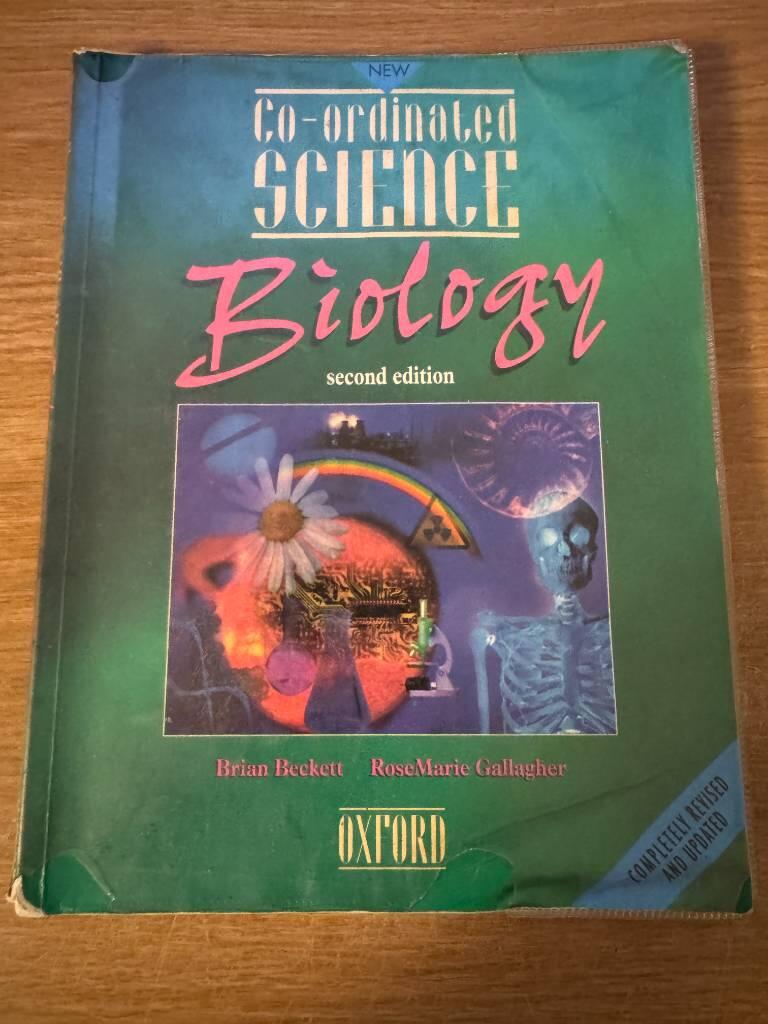 NEW
Co-ordinated
SCIENCE
Biology
second edition
Brian Beckett RoseMarie Gallagher
OXFORD
COMPLETELY REVISED
AND UPDATED